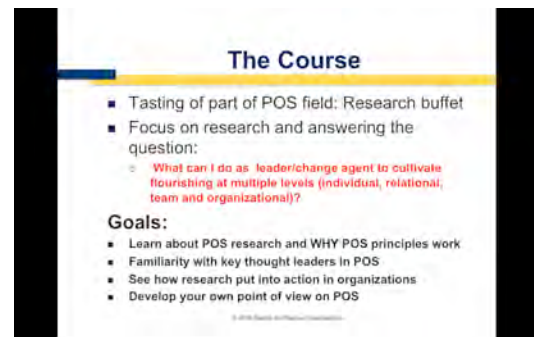 The Course
Tasting of part of POS field: Research buffet
Focus on research and answering the
question:
What can I do as leader/change agent to cultivate
flourishing at multiple levels (individual, relational,
team and organizational)?
Goals:
Learn about POS research and WHY POS principles work
Familiarity with key thought leaders in POS
See how research put into action in organizations
Develop your own point of view on POS